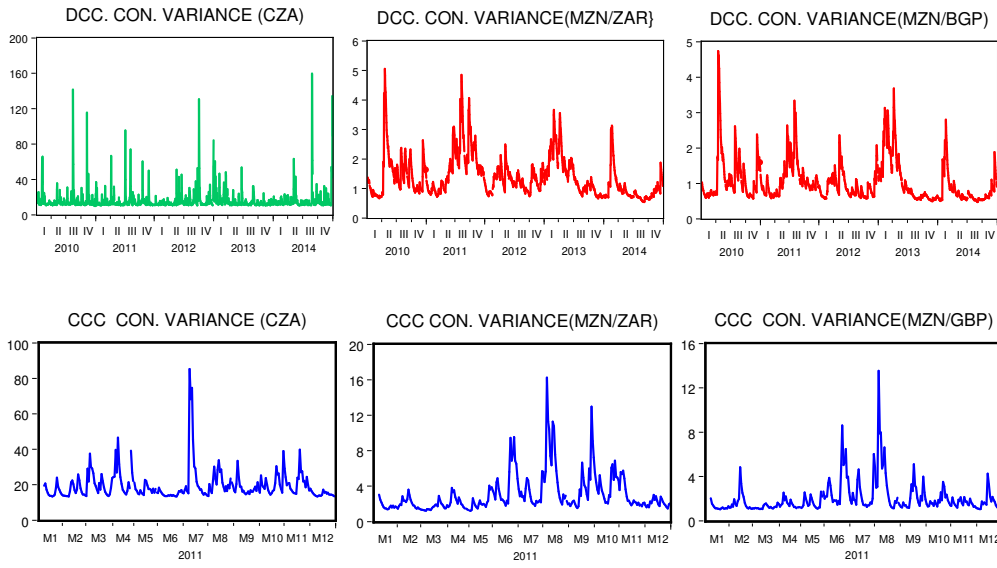 DCC. CON. VARIANCE (CZA)
200
160
120
80
40
0
I II III IV I II III IV I II III IV I II III IV I II III IV
2010 2011 2012 2013 2014
DCC. CON. VARIANCE(MZN/ZAR}
6
5
4
3
2
1
0
I II III IV I II III IV I II III IV I II III IV I II III IV
2010 2011 2012 2013 2014
DCC. CON. VARIANCE(MZN/BGP)
5
4
3
2
1
0
I II III IV I II III IV I II III IV I II III IV I II III IV
2010 2011 2012 2013 2014
CCC CON. VARIANCE (CZA)
100
80
60
40
20
0
M1 M2 M3 M4 M5 M6 M7 M8 M9 M10 M11 M12
2011
CCC CON. VARIANCE(MZN/ZAR)
20
16
12
8
4
0
M1 M2 M3 M4 M5 M6 M7 M8 M9 M10 M11 M12
2011
CCC CON. VARIANCE(MZN/GBP)
16
12
8
4
0
M1 M2 M3 M4 M5 M6 M7 M8 M9 M10 M11 M12
2011